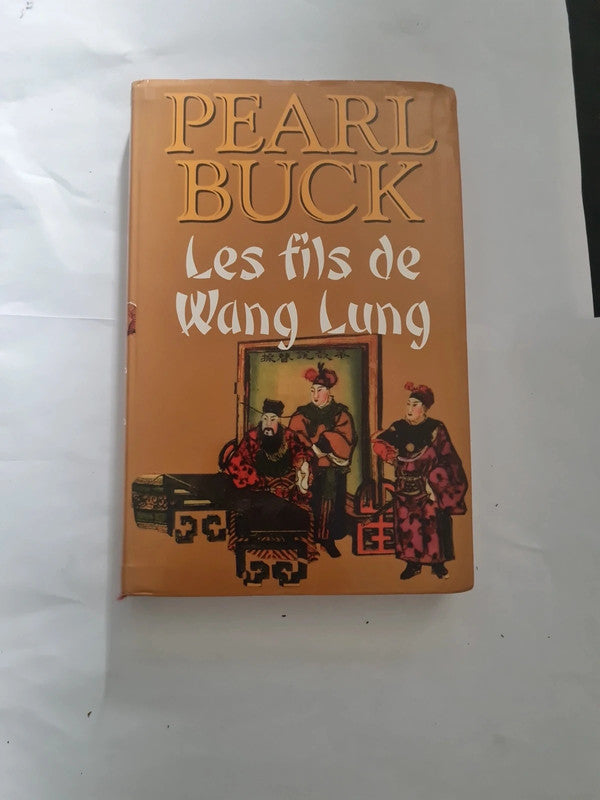 PEARL
BUCK
Les fils de
Wang Lung